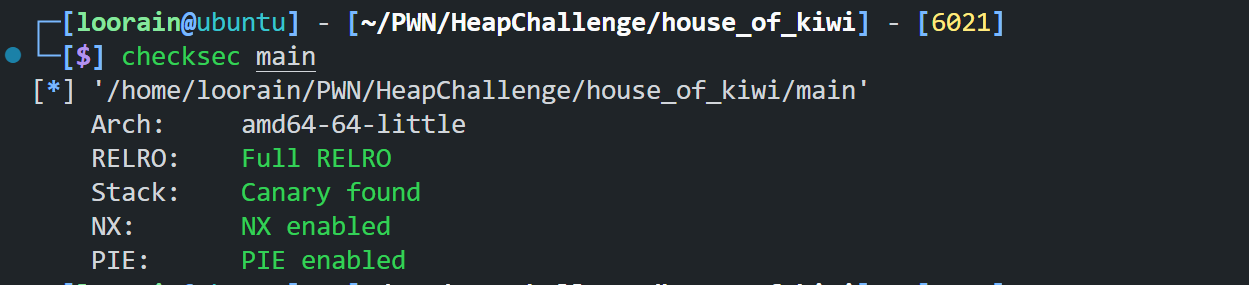 ┌─[loorain@ubuntu] - [~/PWN/HeapChallenge/house_of_kiwi] - [6021]
└─[$] checksec main
[*] '/home/loorain/PWN/HeapChallenge/house_of_kiwi/main'
    Arch:     amd64-64-little
    RELRO:    Full RELRO
    Stack:    Canary found
    NX:       NX enabled
    PIE:      PIE enabled